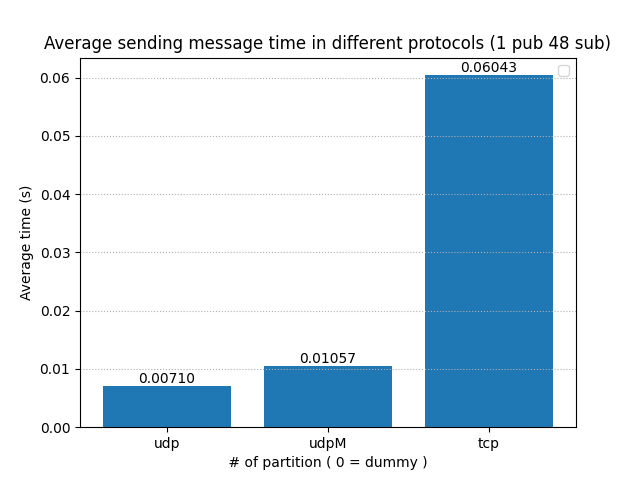 Average sending message time in different protocols (1 pub 48 sub)
0.06043
0.06
0.05
0.04
0.03
0.02
0.01057
0.01
0.00710
0.00
Average time (s)
udp udpM tcp
# of partition ( 0 = dummy )